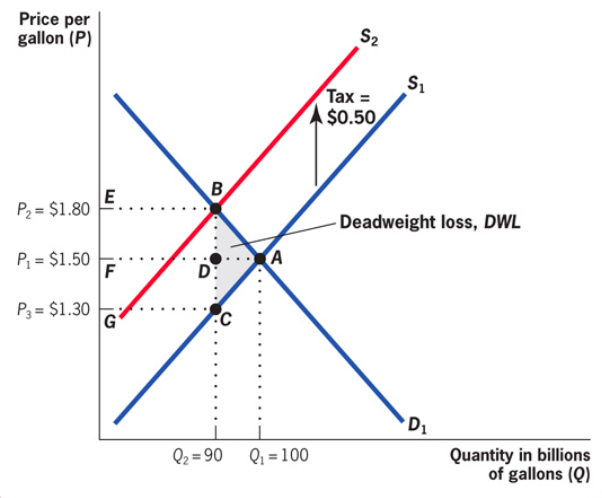 Price per
gallon (P)
S₂
S₁
Tax =
$0.50
B
E
P₂ = $1.80
Deadweight loss, DWL
P₁ = $1.50
F
D
A
P₃ = $1.30
G
C
D₁
Q₂ = 90
Q₁ = 100
Quantity in billions
of gallons (Q)